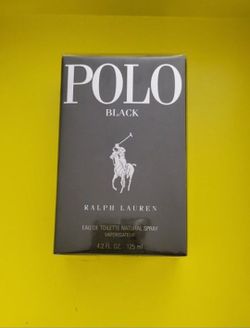 POLO
BLACK
RALPH LAUREN
EAU DE TOILETTE NATURAL SPRAY
VAPORISATEUR
4.2 FL. OZ. 125 ml